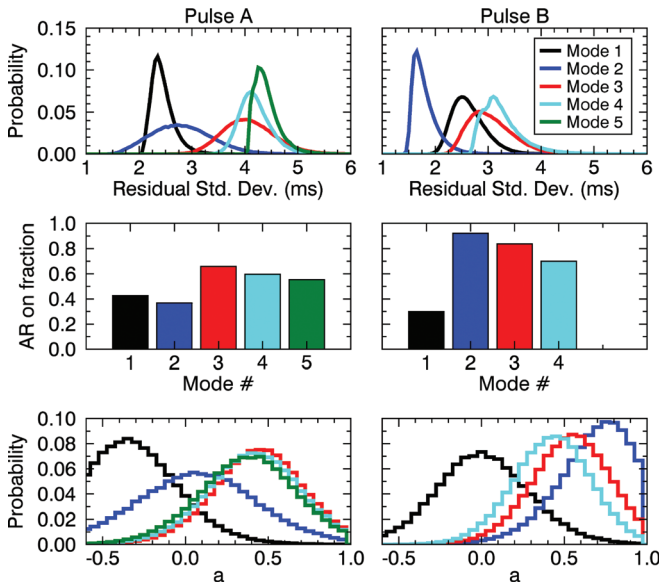 Pulse A Pulse B
0.15
0.10
0.05
0.00
Probability
Mode 1
Mode 2
Mode 3
Mode 4
Mode 5
1 2 3 4 5 6 1 2 3 4 5 6
Residual Std. Dev. (ms) Residual Std. Dev. (ms)
1.0
0.8
0.6
0.4
0.2
0.0
AR on fraction
1 2 3 4 5 1 2 3 4
Mode # Mode #
0.10
0.08
0.06
0.04
0.02
0.00
Probability
-0.5 0.0 0.5 1.0 -0.5 0.0 0.5 1.0
a a